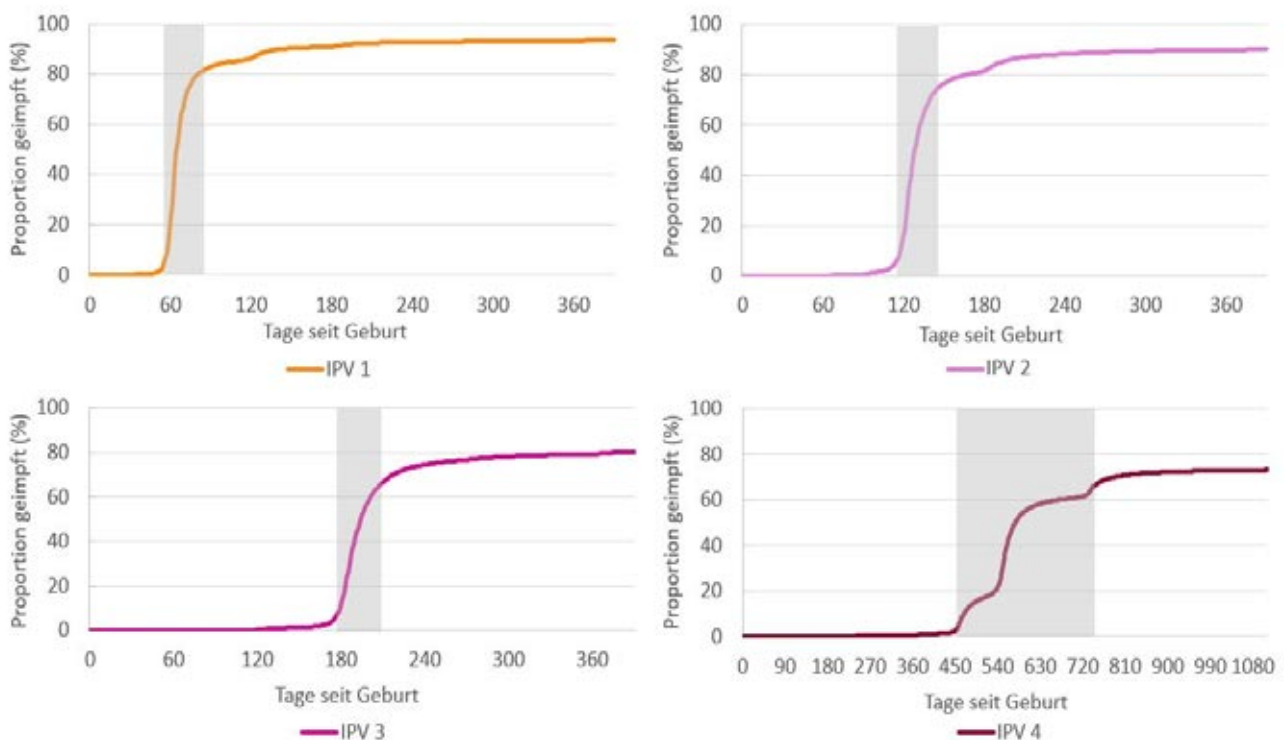 Proportion geimpft (%)
100
80
60
40
20
0
0 60 120 180 240 300 360
Tage seit Geburt
IPV 1
Proportion geimpft (%)
100
80
60
40
20
0
0 60 120 180 240 300 360
Tage seit Geburt
IPV 2
Proportion geimpft (%)
100
80
60
40
20
0
0 60 120 180 240 300 360
Tage seit Geburt
IPV 3
Proportion geimpft (%)
100
80
60
40
20
0
0 90 180 270 360 450 540 630 720 810 900 990 1080
Tage seit Geburt
IPV 4